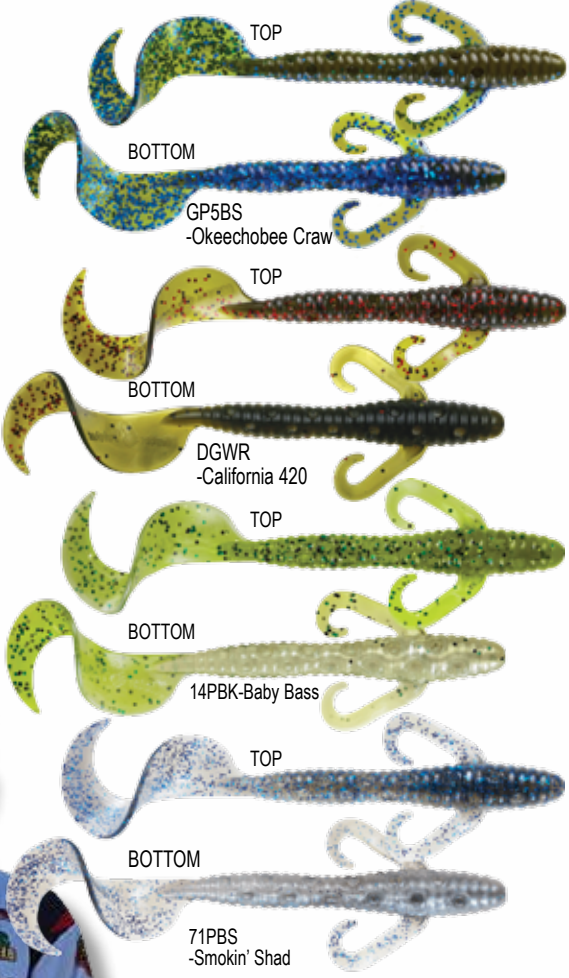 TOP
BOTTOM
GP5BS
-Okeechobee Craw
TOP
BOTTOM
DGWR
-California 420
TOP
BOTTOM
14PBK-Baby Bass
TOP
BOTTOM
71PBS
-Smokin' Shad